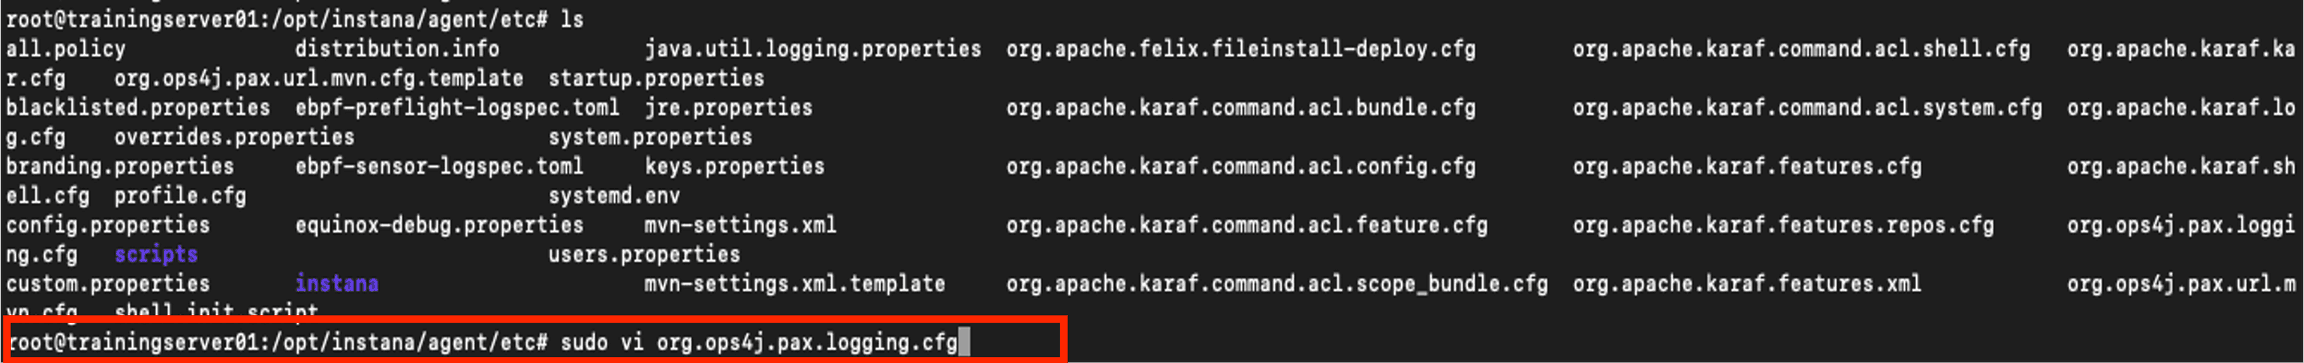 root@trainingserver01:/opt/instana/agent/etc# ls
all.policy distribution.info java.util.logging.properties org.apache.felix.fileinstall-deploy.cfg org.apache.karaf.command.acl.shell.cfg org.apache.karaf.ka
r.cfg org.ops4j.pax.url.mvn.cfg.template startup.properties
blacklisted.properties ebpf-preflight-logspec.toml jre.properties org.apache.karaf.command.acl.bundle.cfg org.apache.karaf.command.acl.system.cfg org.apache.karaf.lo
g.cfg overrides.properties system.properties
branding.properties ebpf-sensor-logspec.toml keys.properties org.apache.karaf.command.acl.config.cfg org.apache.karaf.features.cfg org.apache.karaf.sh
ell.cfg profile.cfg systemd.env
config.properties equinox-debug.properties mvn-settings.xml org.apache.karaf.command.acl.feature.cfg org.apache.karaf.features.repos.cfg org.ops4j.pax.loggi
ng.cfg scripts users.properties
custom.properties instana mvn-settings.xml.template org.apache.karaf.command.acl.scope_bundle.cfg org.apache.karaf.features.xml org.ops4j.pax.url.m
vn.cfg shell.init.script
root@trainingserver01:/opt/instana/agent/etc# sudo vi org.ops4j.pax.logging.cfg